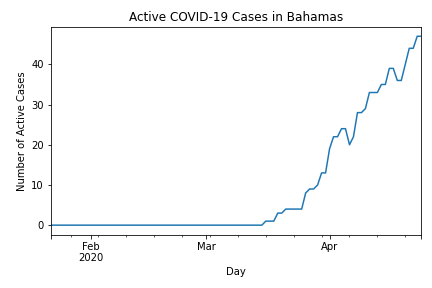 Active COVID-19 Cases in Bahamas
Number of Active Cases
40
30
20
10
0
Feb
2020
Mar
Apr
Day